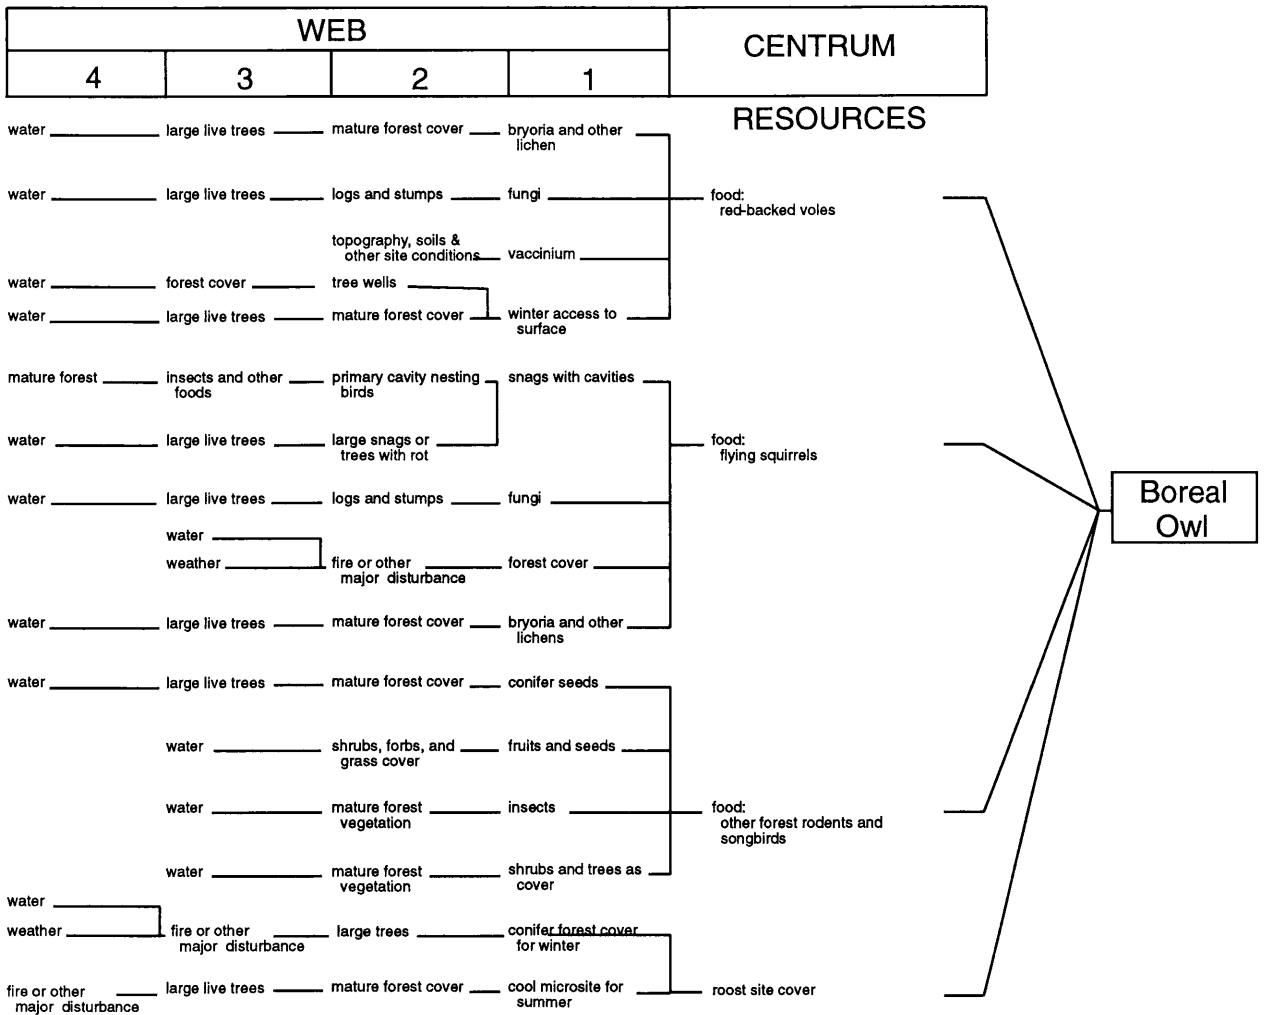 WEB
CENTRUM
4 3 2 1
RESOURCES
water large live trees mature forest cover bryoria and other
lichen
water large live trees logs and stumps fungi food:
red-backed voles
topography, soils &
other site conditions vaccinium
water forest cover tree wells
water large live trees mature forest cover winter access to
surface
mature forest insects and other primary cavity nesting snags with cavities
foods birds
water large live trees large snags or food:
trees with rot flying squirrels
Boreal
Owl
water large live trees logs and stumps fungi
water
weather fire or other forest cover
major disturbance
water large live trees mature forest cover bryoria and other
lichens
water large live trees mature forest cover conifer seeds
water shrubs, forbs, and fruits and seeds
grass cover
water mature forest insects food:
vegetation other forest rodents and
songbirds
water mature forest shrubs and trees as
vegetation cover
water
weather fire or other large trees conifer forest cover
major disturbance for winter
fire or other large live trees mature forest cover cool microsite for roost site cover
major disturbance summer